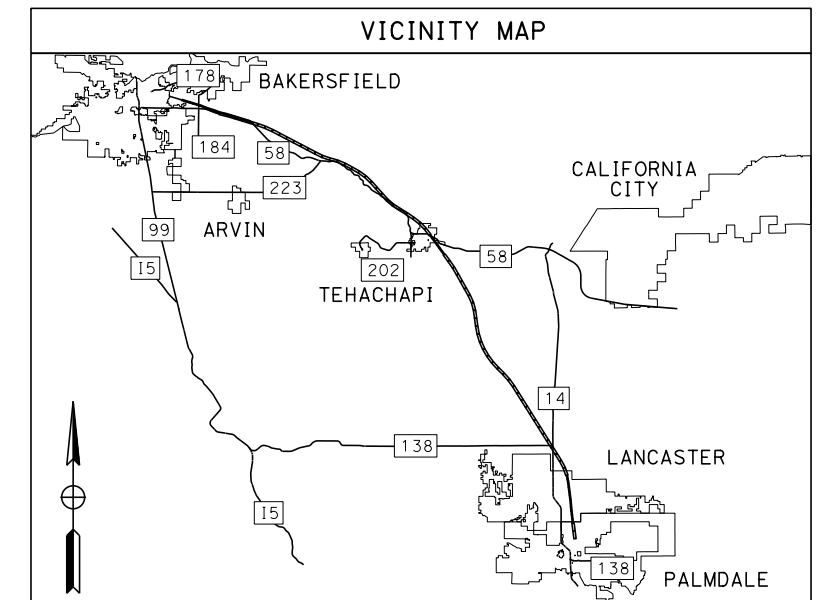 VICINITY MAP
178
BAKERSFIELD
184
58
223
CALIFORNIA
CITY
99
ARVIN
I5
202
58
TEHACHAPI
14
138
LANCASTER
I5
138
PALMDALE